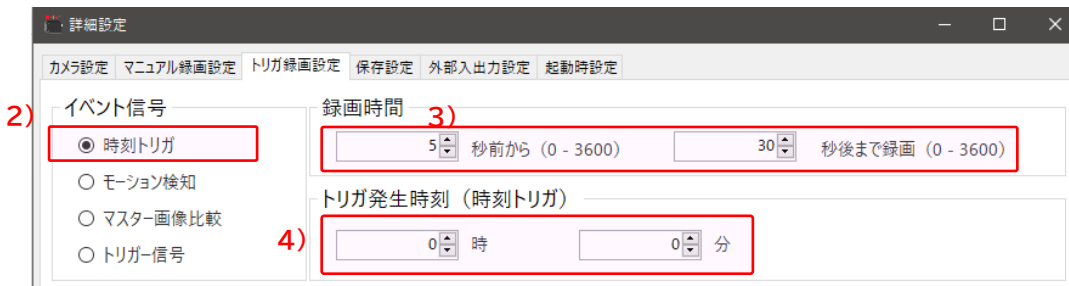 詳細設定
カメラ設定 マニュアル録画設定 トリガ録画設定 保存設定 外部入出力設定 起動時設定
2)
イベント信号
時刻トリガ
モーション検知
マスター画像比較
トリガー信号
録画時間
3)
5 秒前から（0 - 3600） 30 秒後まで録画（0 - 3600）
トリガ発生時刻（時刻トリガ）
4)
0 時 0 分